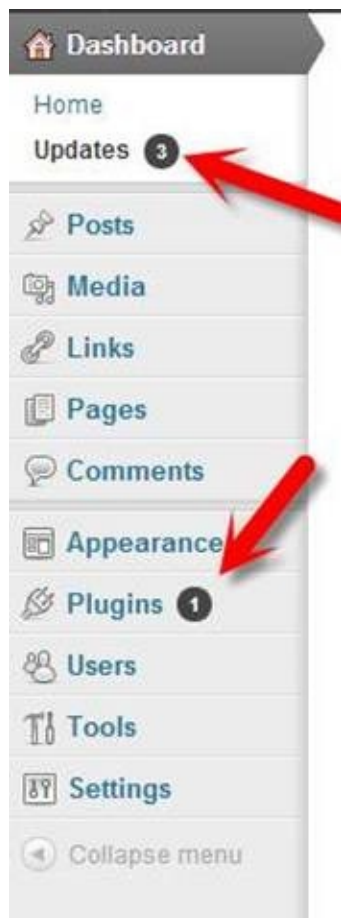 Dashboard
Home
Updates 3
Posts
Media
Links
Pages
Comments
Appearance
Plugins 1
Users
Tools
Settings
Collapse menu